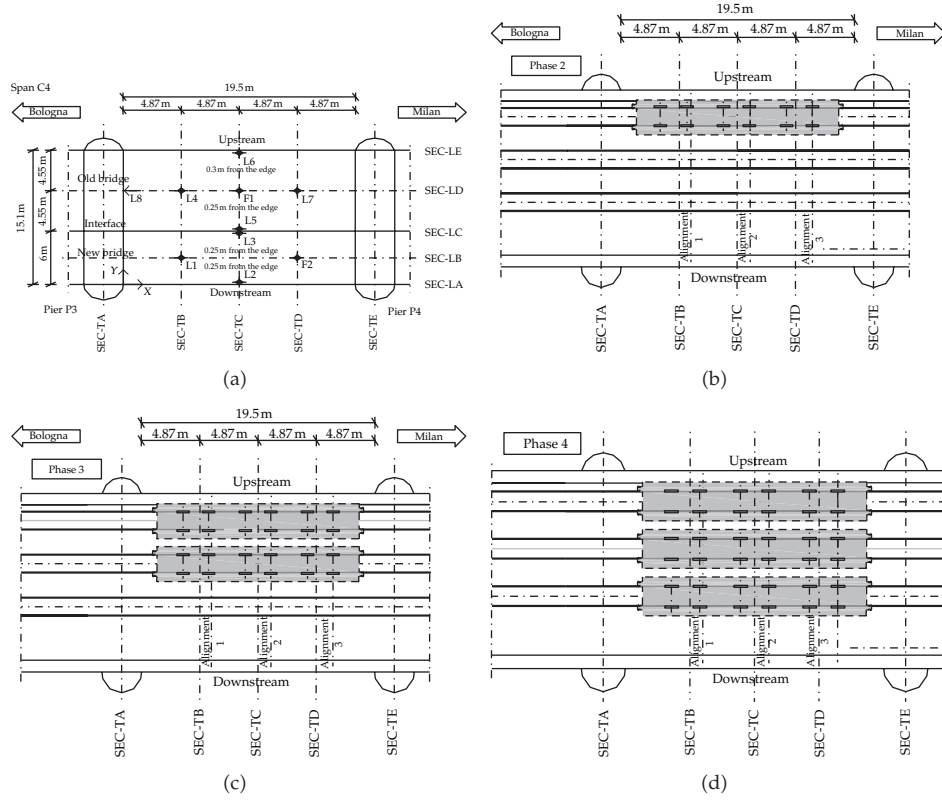 Span C4
Bologna
Milan
19.5 m
4.87 m 4.87 m 4.87 m 4.87 m
Upstream
L6
0.3 m from the edge
SEC-LE
Old bridge
L8 L4 F1 L7
0.25 m from the edge
SEC-LD
L5
Interface
L3
0.25 m from the edge
SEC-LC
New bridge
L1 F2
0.25 m from the edge
SEC-LB
L2
Y
X
Downstream
SEC-LA
15.1 m
4.55 m
4.55 m
6 m
Pier P3
Pier P4
SEC-TA
SEC-TB
SEC-TC
SEC-TD
SEC-TE
(a)
19.5 m
Bologna
4.87 m 4.87 m 4.87 m 4.87 m
Milan
Phase 2
Upstream
Alignment 1
Alignment 2
Alignment 3
Downstream
SEC-TA
SEC-TB
SEC-TC
SEC-TD
SEC-TE
(b)
19.5 m
Bologna
4.87 m 4.87 m 4.87 m 4.87 m
Milan
Phase 3
Upstream
Alignment 1
Alignment 2
Alignment 3
Downstream
SEC-TA
SEC-TB
SEC-TC
SEC-TD
SEC-TE
(c)
Phase 4
Upstream
Alignment 1
Alignment 2
Alignment 3
Downstream
SEC-TA
SEC-TB
SEC-TC
SEC-TD
SEC-TE
(d)